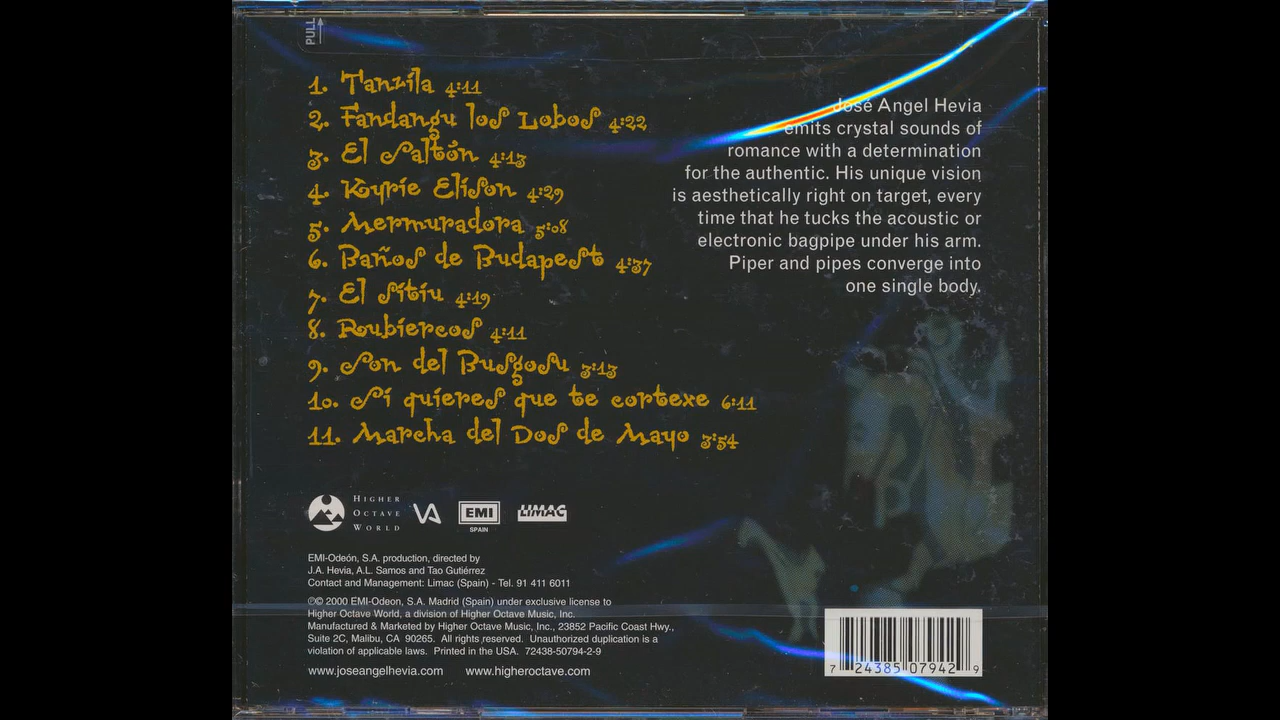 PULL
1. Tanzila 4:11
2. Fandangu los Lobos 4:22
3. El Saltón 4:13
4. Kyrie Elison 4:29
5. Mermuradora 5:08
6. Baños de Budapest 4:37
7. El Sitiu 4:19
8. Rubiercos 4:11
9. Son del Busgosu 3:13
10. Si quieres que te cortexe 6:11
11. Marcha del Dos de Mayo 3:54
José Angel Hevia
emits crystal sounds of
romance with a determination
for the authentic. His unique vision
is aesthetically right on target, every
time that he tucks the acoustic or
electronic bagpipe under his arm.
Piper and pipes converge into
one single body.
HIGHER
OCTAVE
WORLD
VA
EMI
SPAIN
LIMAC
EMI-Odeón, S.A. production, directed by
J.A. Hevia, A.L. Samos and Tao Gutiérrez
Contact and Management: Limac (Spain) - Tel. 91 411 6011
℗© 2000 EMI-Odeon, S.A. Madrid (Spain) under exclusive license to
Higher Octave World, a division of Higher Octave Music, Inc.
Manufactured & Marketed by Higher Octave Music, Inc., 23852 Pacific Coast Hwy.,
Suite 2C, Malibu, CA 90265. All rights reserved. Unauthorized duplication is a
violation of applicable laws. Printed in the USA. 72438-50794-2-9
www.joseangelhevia.com www.higheroctave.com
7 24385 07942 9